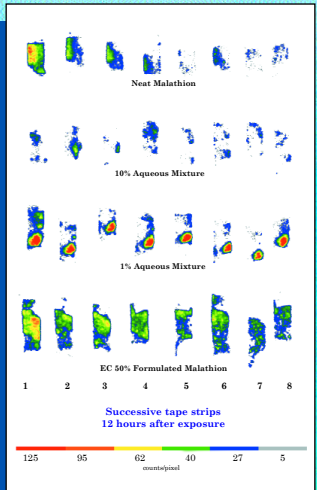 Neat Malathion
10% Aqueous Mixture
1% Aqueous Mixture
EC 50% Formulated Malathion
1 2 3 4 5 6 7 8
Successive tape strips
12 hours after exposure
125 95 62 40 27 5
counts/pixel